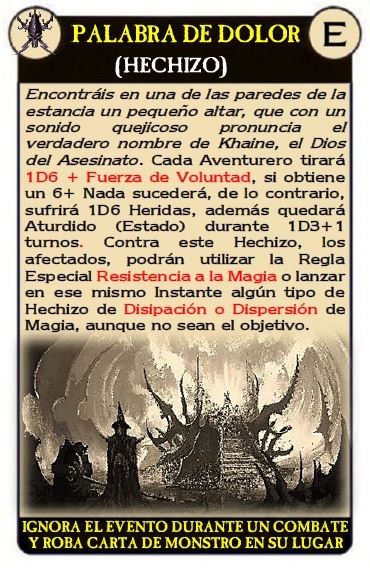 PALABRA DE DOLOR
E
(HECHIZO)
Encontráis en una de las paredes de la
estancia un pequeño altar, que con un
sonido quejicoso pronuncia el
verdadero nombre de Khaine, el Dios
del Asesinato. Cada Aventurero tirará
1D6 + Fuerza de Voluntad, si obtiene
un 6+ Nada sucederá, de lo contrario,
sufrirá 1D6 Heridas, además quedará
Aturdido (Estado) durante 1D3+1
turnos. Contra este Hechizo, los
afectados, podrán utilizar la Regla
Especial Resistencia a la Magia o lanzar
en ese mismo Instante algún tipo de
Hechizo de Disipación o Dispersión de
Magia, aunque no sean el objetivo.
IGNORA EL EVENTO DURANTE UN COMBATE
Y ROBA CARTA DE MONSTRO EN SU LUGAR